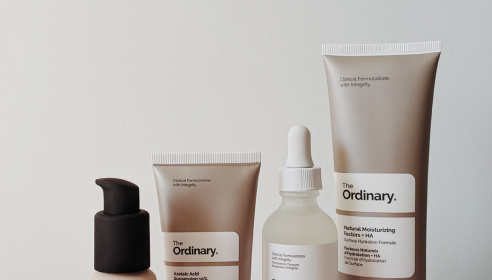 Clinical Formulations
with Integrity.
The
Ordinary.
Azelaic Acid
Suspension 10%
Clinical Formulations
with Integrity.
The
Ordinary.
Natural Moisturizing
Factors + HA
Surface Hydration Formula
Facteurs Naturels
d'Hydratation + HA
Formule d'Hydratation
de Surface
Clinical Formulations
with Integrity.